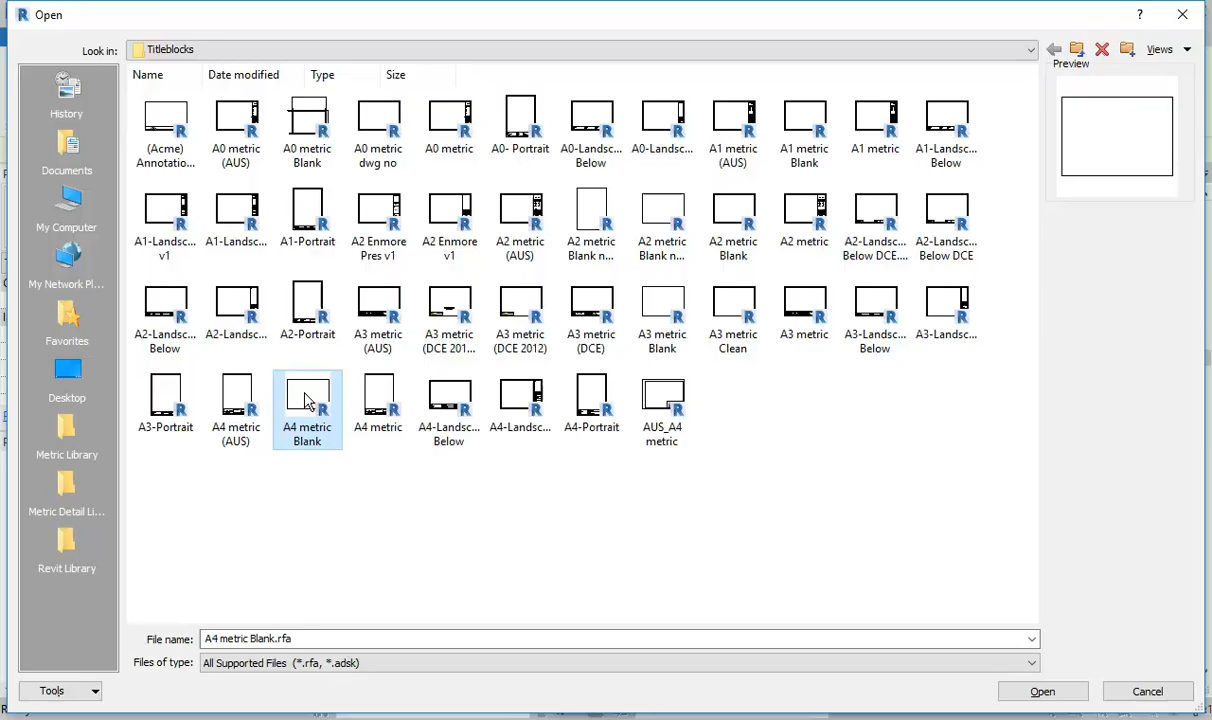 Open
?
Look in:
Titleblocks
Views
Preview
Name
Date modified
Type
Size
History
Documents
My Computer
My Network Pl...
Favorites
Desktop
Metric Library
Metric Detail Li...
Revit Library
(Acme)
Annotatio...
A0 metric
(AUS)
A0 metric
Blank
A0 metric
dwg no
A0 metric
A0- Portrait
A0-Landsc...
Below
A0-Landsc...
A1 metric
(AUS)
A1 metric
Blank
A1 metric
A1-Landsc...
Below
A1-Landsc...
v1
A1-Landsc...
A1-Portrait
A2 Enmore
Pres v1
A2 Enmore
v1
A2 metric
(AUS)
A2 metric
Blank n...
A2 metric
Blank n...
A2 metric
Blank
A2 metric
A2-Landsc...
Below DCE....
A2-Landsc...
Below DCE
A2-Landsc...
Below
A2-Landsc...
A2-Portrait
A3 metric
(AUS)
A3 metric
(DCE 201...
A3 metric
(DCE 2012)
A3 metric
(DCE)
A3 metric
Blank
A3 metric
Clean
A3 metric
A3-Landsc...
Below
A3-Landsc...
A3-Portrait
A4 metric
(AUS)
A4 metric
Blank
A4 metric
A4-Landsc...
Below
A4-Landsc...
A4-Portrait
AUS_A4
metric
File name:
A4 metric Blank.rfa
Files of type:
All Supported Files (*.rfa, *.adsk)
Tools
Open
Cancel